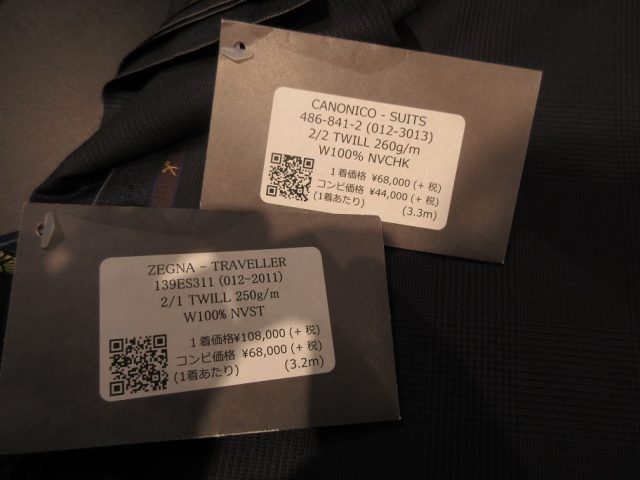 CANONICO - SUITS
486-841-2 (012-3013)
2/2 TWILL 260g/m
W100% NVCHK
1着価格 ¥68,000 (+ 税)
コンビ価格 ¥44,000 (+ 税)
(1着あたり) (3.3m)
ZEGNA - TRAVELLER
139ES311 (012-2011)
2/1 TWILL 250g/m
W100% NVST
1着価格¥108,000 (+ 税)
コンビ価格 ¥68,000 (+ 税)
(1着あたり) (3.2m)